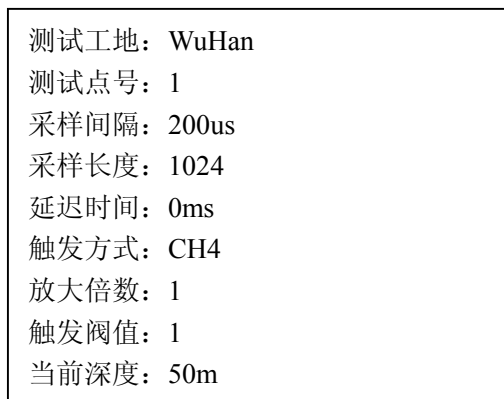 测试工地：WuHan
测试点号：1
采样间隔：200us
采样长度：1024
延迟时间：0ms
触发方式：CH4
放大倍数：1
触发阀值：1
当前深度：50m